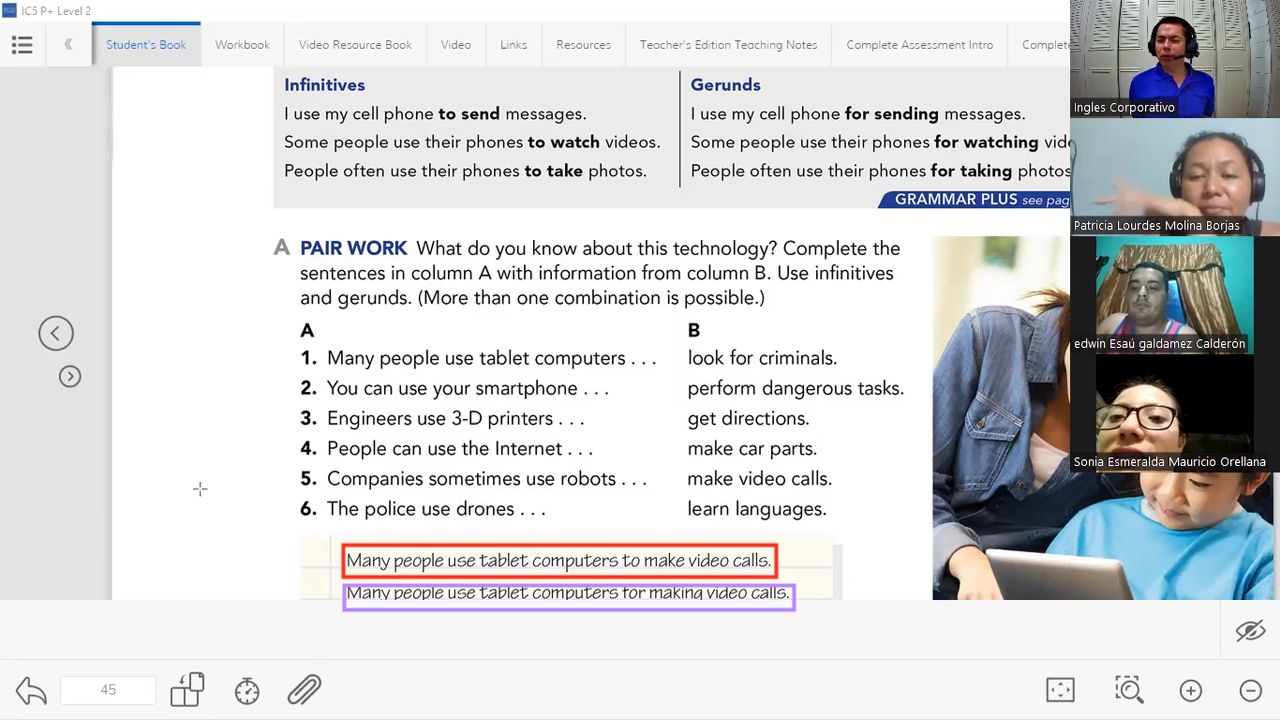 IC5 P+ Level 2
Student's Book Workbook Video Resource Book Links Resources Teacher's Edition Teaching Notes Complete Assessment Intro
Infinitives
I use my cell phone to send messages.
Some people use their phones to watch videos.
People often use their phones to take photos.
Gerunds
I use my cell phone for sending messages.
Some people use their phones for watching
People often use their phones for taking photos
GRAMMAR PLUS see
A PAIR WORK What do you know about this technology? Complete the
sentences in column A with information from column B. Use infinitives
and gerunds. (More than one combination is possible.)
A
1. Many people use tablet computers . . .
2. You can use your smartphone . . .
3. Engineers use 3-D printers . . .
4. People can use the Internet . . .
5. Companies sometimes use robots . . .
6. The police use drones . . .
B
look for criminals.
perform dangerous tasks.
get directions.
make car parts.
make video calls.
learn languages.
Many people use tablet computers to make video calls.
Many people use tablet computers for making video calls.
45
Ingles Corporativo
Patricia Lourdes Molina Borjas
edwin Esaú galdamez Calderón
Sonia Esmeralda Mauricio Orellana